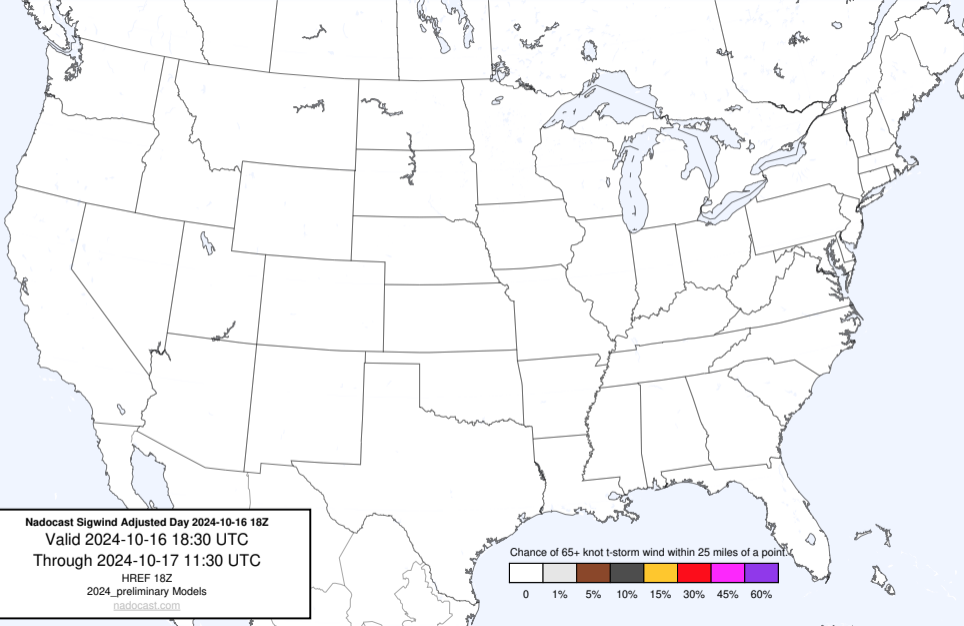 Nadocast Sigwind Adjusted Day 2024-10-16 18Z
Valid 2024-10-16 18:30 UTC
Through 2024-10-17 11:30 UTC
HREF 18Z
2024_preliminary Models
nadocast.com
Chance of 65+ knot t-storm wind within 25 miles of a point.
0 1% 5% 10% 15% 30% 45% 60%